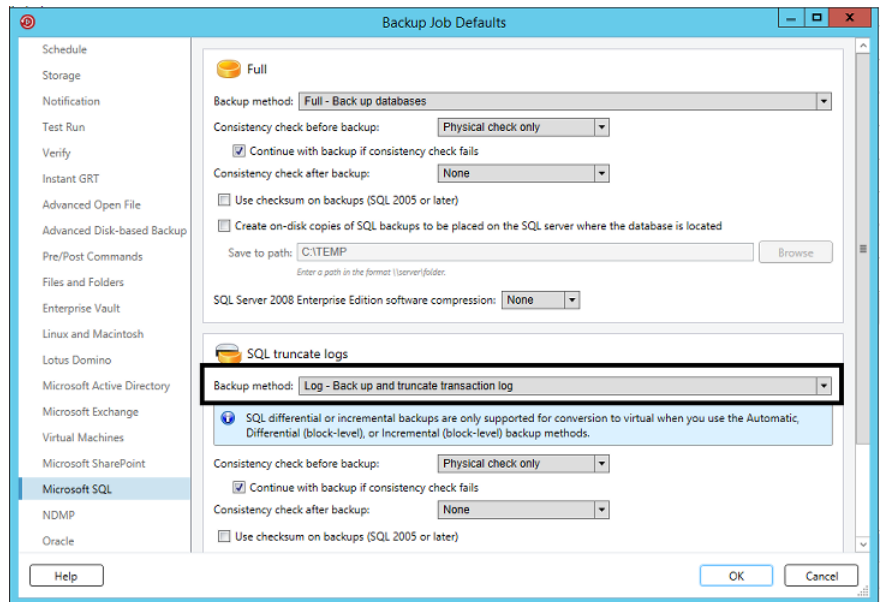 Backup Job Defaults
Schedule
Storage
Notification
Test Run
Verify
Instant GRT
Advanced Open File
Advanced Disk-based Backup
Pre/Post Commands
Files and Folders
Enterprise Vault
Linux and Macintosh
Lotus Domino
Microsoft Active Directory
Microsoft Exchange
Virtual Machines
Microsoft SharePoint
Microsoft SQL
NDMP
Oracle
Full
Backup method: Full - Back up databases
Consistency check before backup: Physical check only
Continue with backup if consistency check fails
Consistency check after backup: None
Use checksum on backups (SQL 2005 or later)
Create on-disk copies of SQL backups to be placed on the SQL server where the database is located
Save to path: C:\TEMP Browse
Enter a path in the format \\server\folder.
SQL Server 2008 Enterprise Edition software compression: None
SQL truncate logs
Backup method: Log - Back up and truncate transaction log
SQL differential or incremental backups are only supported for conversion to virtual when you use the Automatic,
Differential (block-level), or Incremental (block-level) backup methods.
Consistency check before backup: Physical check only
Continue with backup if consistency check fails
Consistency check after backup: None
Use checksum on backups (SQL 2005 or later)
Help OK Cancel